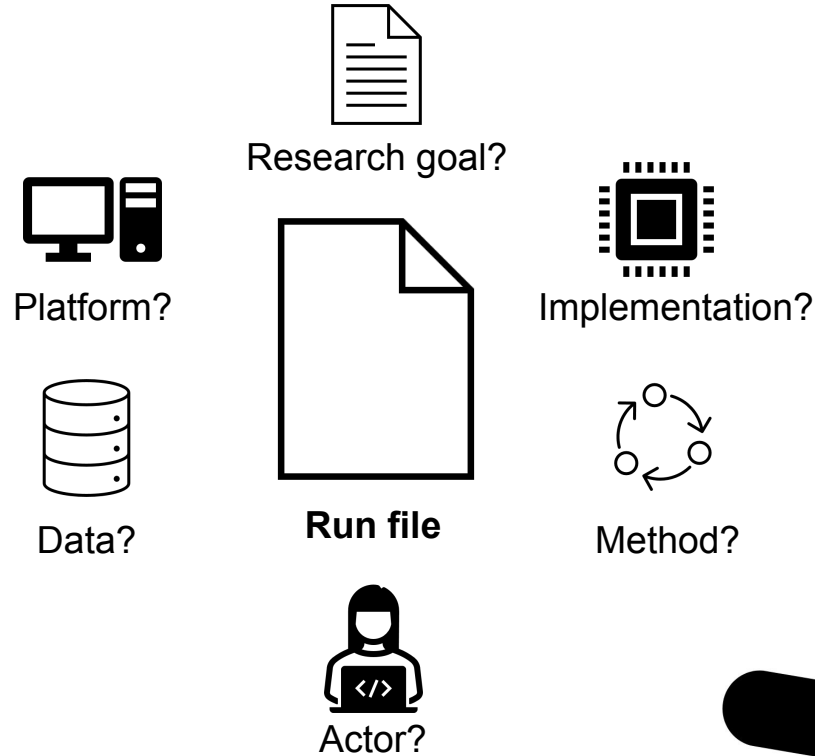 Research goal?
Platform?
Implementation?
Data?
Run file
Method?
</>
Actor?